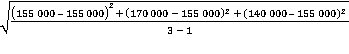 √(((155 000 – 155 000)² + (170 000 – 155 000)² + (140 000 – 155 000)²) / (3 – 1))